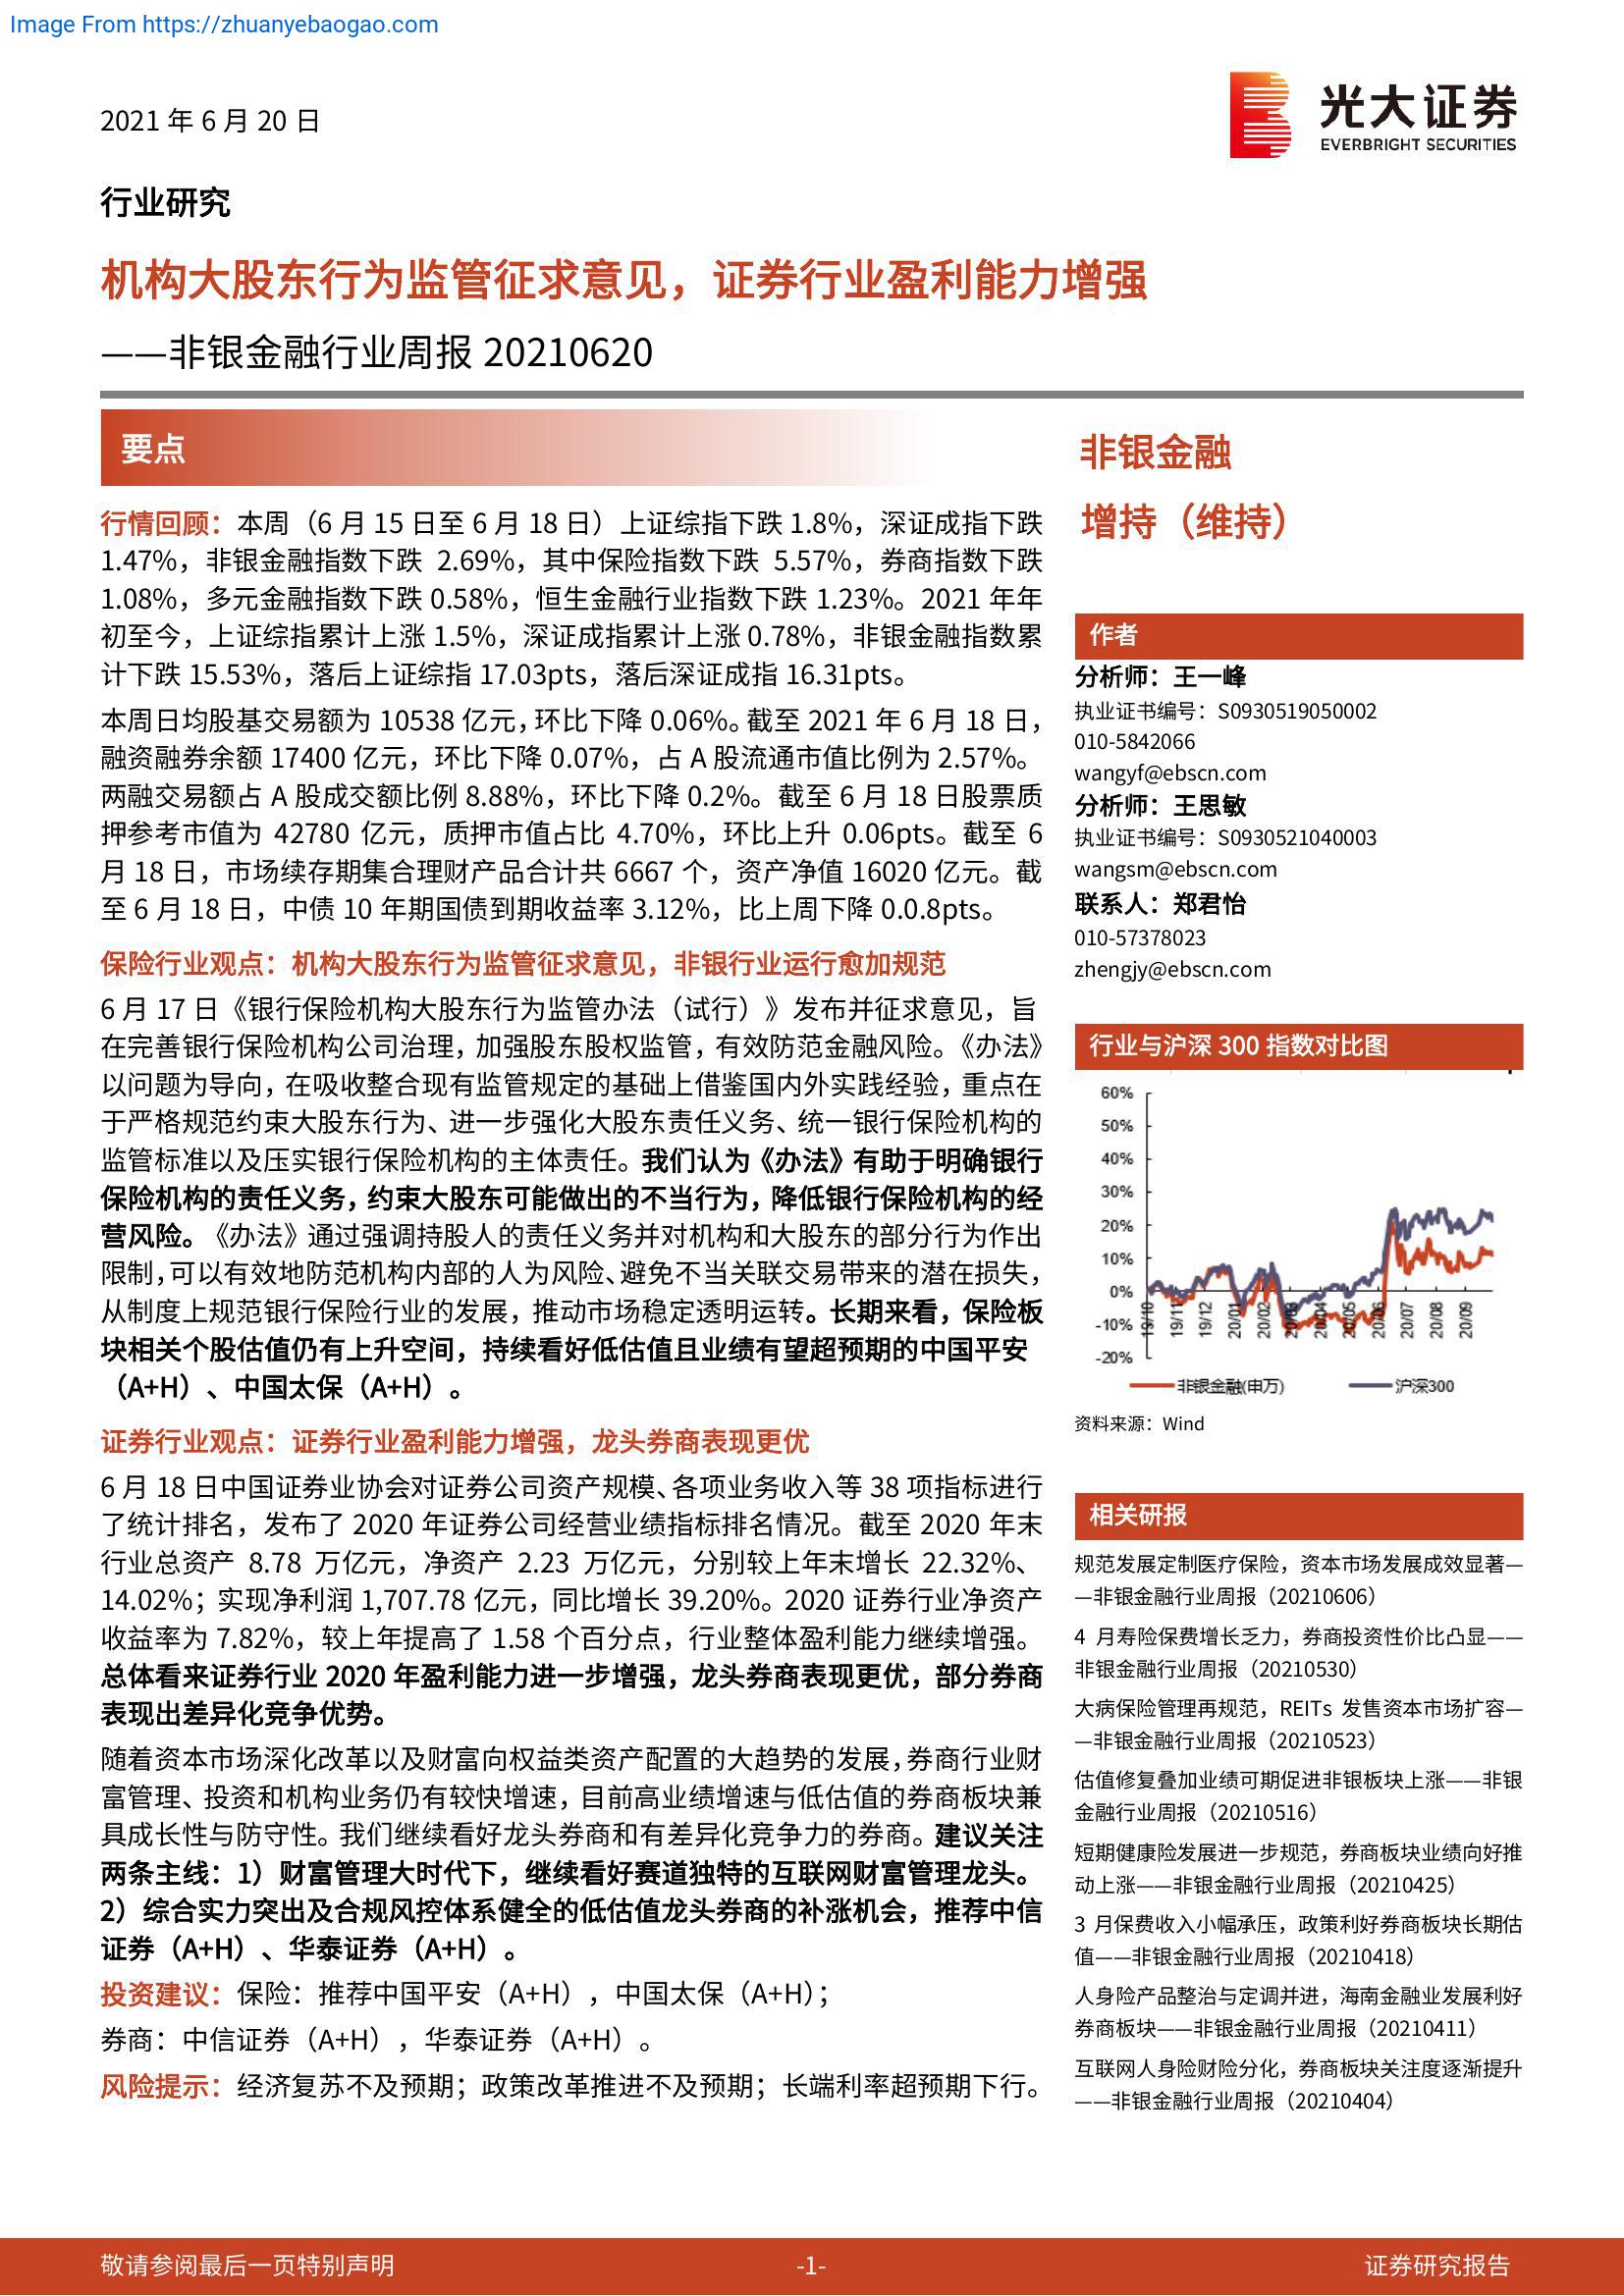 Image From https://zhuanyebaogao.com
2021 年 6 月 20 日
光大证券
EVERBRIGHT SECURITIES
行业研究
机构大股东行为监管征求意见，证券行业盈利能力增强
——非银金融行业周报 20210620
要点
行情回顾：本周（6 月 15 日至 6 月 18 日）上证综指下跌 1.8%，深证成指下跌
1.47%，非银金融指数下跌 2.69%，其中保险指数下跌 5.57%，券商指数下跌
1.08%，多元金融指数下跌 0.58%，恒生金融行业指数下跌 1.23%。2021 年年
初至今，上证综指累计上涨 1.5%，深证成指累计上涨 0.78%，非银金融指数累
计下跌 15.53%，落后上证综指 17.03pts，落后深证成指 16.31pts。
本周日均股基交易额为 10538 亿元，环比下降 0.06%。截至 2021 年 6 月 18 日，
融资融券余额 17400 亿元，环比下降 0.07%，占 A 股流通市值比例为 2.57%。
两融交易额占 A 股成交额比例 8.88%，环比下降 0.2%。截至 6 月 18 日股票质
押参考市值为 42780 亿元，质押市值占比 4.70%，环比上升 0.06pts。截至 6
月 18 日，市场续存期集合理财产品合计共 6667 个，资产净值 16020 亿元。截
至 6 月 18 日，中债 10 年期国债到期收益率 3.12%，比上周下降 0.0.8pts。
保险行业观点：机构大股东行为监管征求意见，非银行业运行愈加规范
6 月 17 日《银行保险机构大股东行为监管办法（试行）》发布并征求意见，旨
在完善银行保险机构公司治理，加强股东股权监管，有效防范金融风险。《办法》
以问题为导向，在吸收整合现有监管规定的基础上借鉴国内外实践经验，重点在
于严格规范约束大股东行为、进一步强化大股东责任义务、统一银行保险机构的
监管标准以及压实银行保险机构的主体责任。我们认为《办法》有助于明确银行
保险机构的责任义务，约束大股东可能做出的不当行为，降低银行保险机构的经
营风险。《办法》通过强调持股人的责任义务并对机构和大股东的部分行为作出
限制，可以有效地防范机构内部的人为风险、避免不当关联交易带来的潜在损失，
从制度上规范银行保险行业的发展，推动市场稳定透明运转。长期来看，保险板
块相关个股估值仍有上升空间，持续看好低估值且业绩有望超预期的中国平安
（A+H）、中国太保（A+H）。
证券行业观点：证券行业盈利能力增强，龙头券商表现更优
6 月 18 日中国证券业协会对证券公司资产规模、各项业务收入等 38 项指标进行
了统计排名，发布了 2020 年证券公司经营业绩指标排名情况。截至 2020 年末
行业总资产 8.78 万亿元，净资产 2.23 万亿元，分别较上年末增长 22.32%、
14.02%；实现净利润 1,707.78 亿元，同比增长 39.20%。2020 证券行业净资产
收益率为 7.82%，较上年提高了 1.58 个百分点，行业整体盈利能力继续增强。
总体看来证券行业 2020 年盈利能力进一步增强，龙头券商表现更优，部分券商
表现出差异化竞争优势。
随着资本市场深化改革以及财富向权益类资产配置的大趋势的发展，券商行业财
富管理、投资和机构业务仍有较快增速，目前高业绩增速与低估值的券商板块兼
具成长性与防守性。我们继续看好龙头券商和有差异化竞争力的券商。建议关注
两条主线：1）财富管理大时代下，继续看好赛道独特的互联网财富管理龙头。
2）综合实力突出及合规风控体系健全的低估值龙头券商的补涨机会，推荐中信
证券（A+H）、华泰证券（A+H）。
投资建议：保险：推荐中国平安（A+H），中国太保（A+H）；
券商：中信证券（A+H），华泰证券（A+H）。
风险提示：经济复苏不及预期；政策改革推进不及预期；长端利率超预期下行。
非银金融
增持（维持）
作者
分析师：王一峰
执业证书编号：S0930519050002
010-5842066
wangyf@ebscn.com
分析师：王思敏
执业证书编号：S0930521040003
wangsm@ebscn.com
联系人：郑君怡
010-57378023
zhengjy@ebscn.com
行业与沪深 300 指数对比图
60%
50%
40%
30%
20%
10%
0%
-10%
-20%
19/10 19/11 19/12 20/01 20/02 20/03 20/04 20/05 20/06 20/07 20/08 20/09
非银金融(申万) 沪深300
资料来源：Wind
相关研报
规范发展定制医疗保险，资本市场发展成效显著—
—非银金融行业周报（20210606）
4 月寿险保费增长乏力，券商投资性价比凸显——
非银金融行业周报（20210530）
大病保险管理再规范，REITs 发售资本市场扩容—
—非银金融行业周报（20210523）
估值修复叠加业绩可期促进非银板块上涨——非银
金融行业周报（20210516）
短期健康险发展进一步规范，券商板块业绩向好推
动上涨——非银金融行业周报（20210425）
3 月保费收入小幅承压，政策利好券商板块长期估
值——非银金融行业周报（20210418）
人身险产品整治与定调并进，海南金融业发展利好
券商板块——非银金融行业周报（20210411）
互联网人身险财险分化，券商板块关注度逐渐提升
——非银金融行业周报（20210404）
敬请参阅最后一页特别声明
-1-
证券研究报告